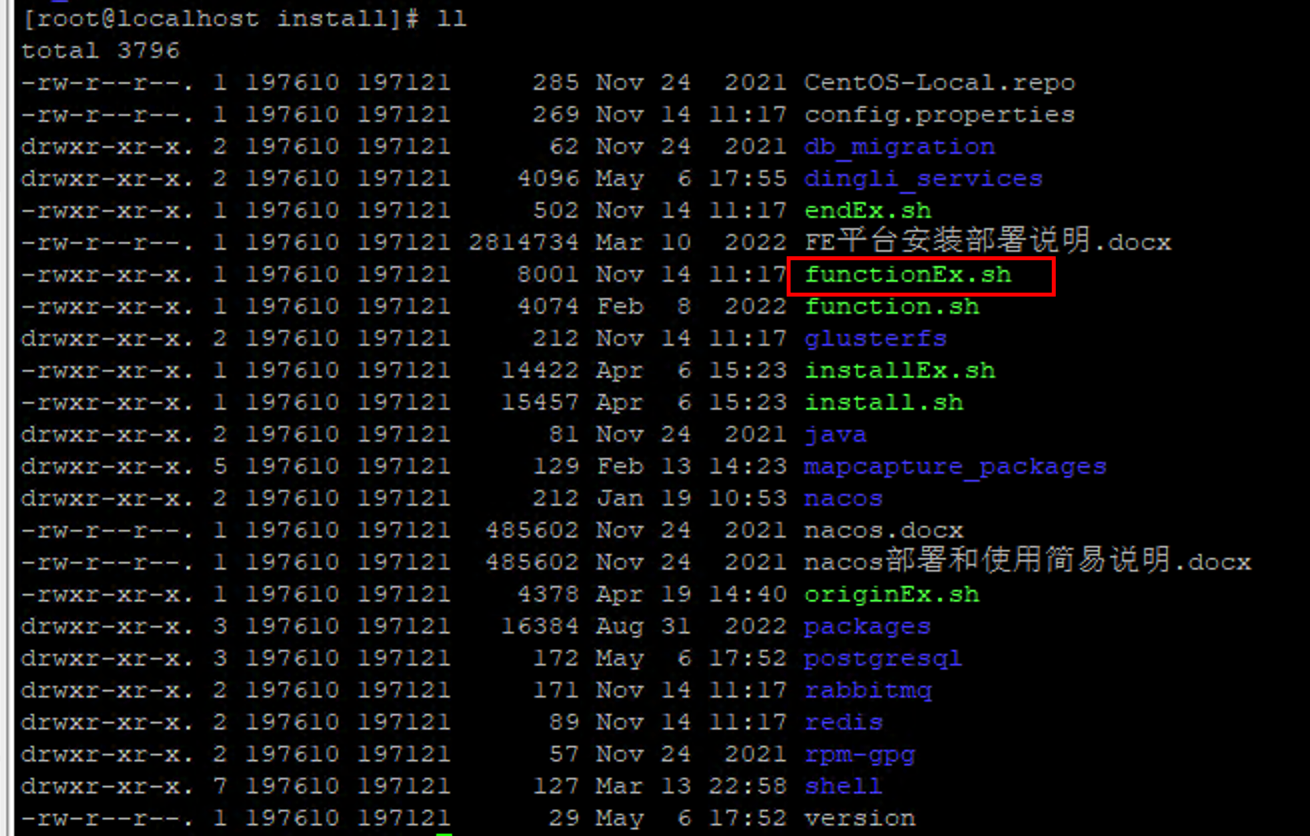 [root@localhost install]# ll
total 3796
-rw-r--r--. 1 197610 197121     285 Nov 24  2021 CentOS-Local.repo
-rw-r--r--. 1 197610 197121     269 Nov 14 11:17 config.properties
drwxr-xr-x. 2 197610 197121      62 Nov 24  2021 db_migration
drwxr-xr-x. 2 197610 197121    4096 May  6 17:55 dingli_services
-rwxr-xr-x. 1 197610 197121     502 Nov 14 11:17 endEx.sh
-rw-r--r--. 1 197610 197121 2814734 Mar 10  2022 FE平台安装部署说明.docx
-rwxr-xr-x. 1 197610 197121    8001 Nov 14 11:17 functionEx.sh
-rwxr-xr-x. 1 197610 197121    4074 Feb  8  2022 function.sh
drwxr-xr-x. 2 197610 197121     212 Nov 14 11:17 glusterfs
-rwxr-xr-x. 1 197610 197121   14422 Apr  6 15:23 installEx.sh
-rwxr-xr-x. 1 197610 197121   15457 Apr  6 15:23 install.sh
drwxr-xr-x. 2 197610 197121      81 Nov 24  2021 java
drwxr-xr-x. 5 197610 197121     129 Feb 13 14:23 mapcapture_packages
drwxr-xr-x. 2 197610 197121     212 Jan 19 10:53 nacos
-rw-r--r--. 1 197610 197121  485602 Nov 24  2021 nacos.docx
-rw-r--r--. 1 197610 197121  485602 Nov 24  2021 nacos部署和使用简易说明.docx
-rwxr-xr-x. 1 197610 197121    4378 Apr 19 14:40 originEx.sh
drwxr-xr-x. 3 197610 197121   16384 Aug 31  2022 packages
drwxr-xr-x. 3 197610 197121     172 May  6 17:52 postgresql
drwxr-xr-x. 2 197610 197121     171 Nov 14 11:17 rabbitmq
drwxr-xr-x. 2 197610 197121      89 Nov 14 11:17 redis
drwxr-xr-x. 2 197610 197121      57 Nov 24  2021 rpm-gpg
drwxr-xr-x. 7 197610 197121     127 Mar 13 22:58 shell
-rw-r--r--. 1 197610 197121      29 May  6 17:52 version